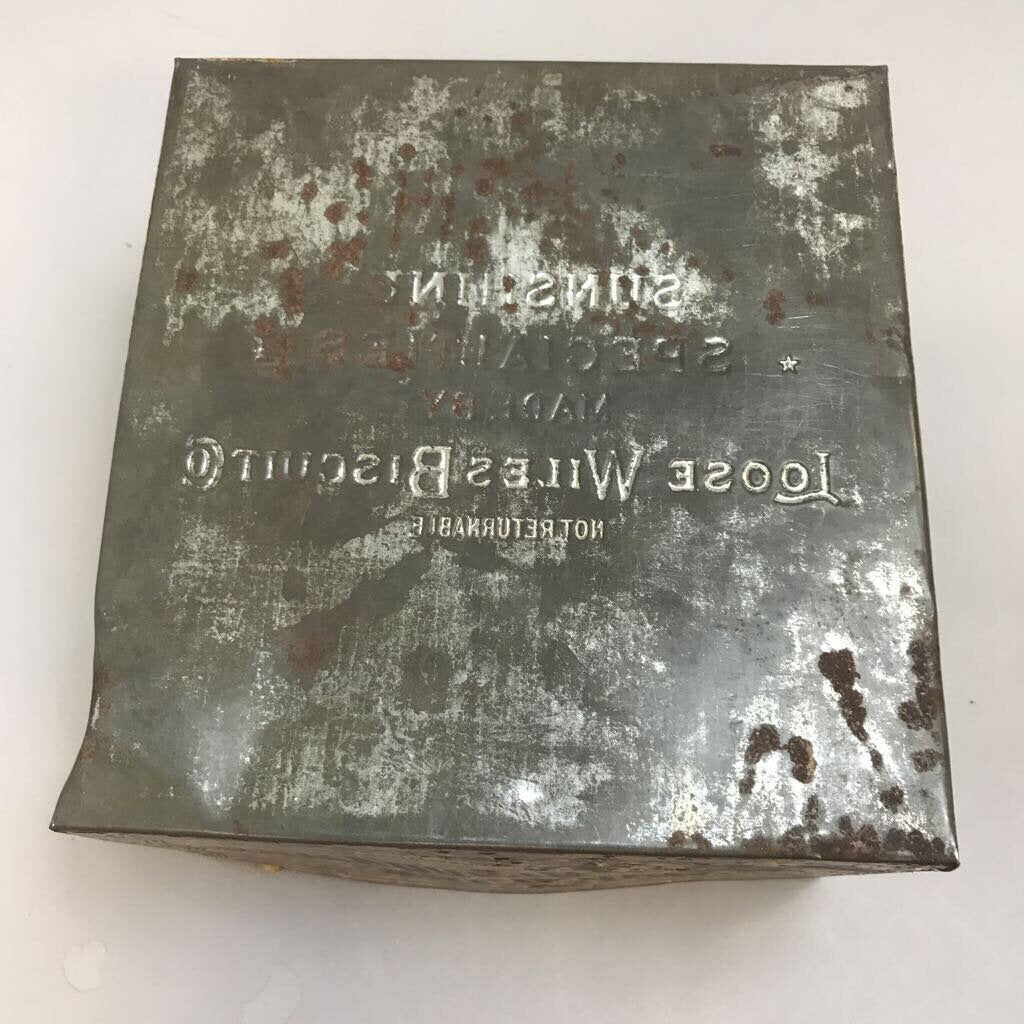 SUNSHINE
★ SPECIALTIES ★
MADE BY
LOOSE WILES BISCUIT CO
NOT RETURNABLE